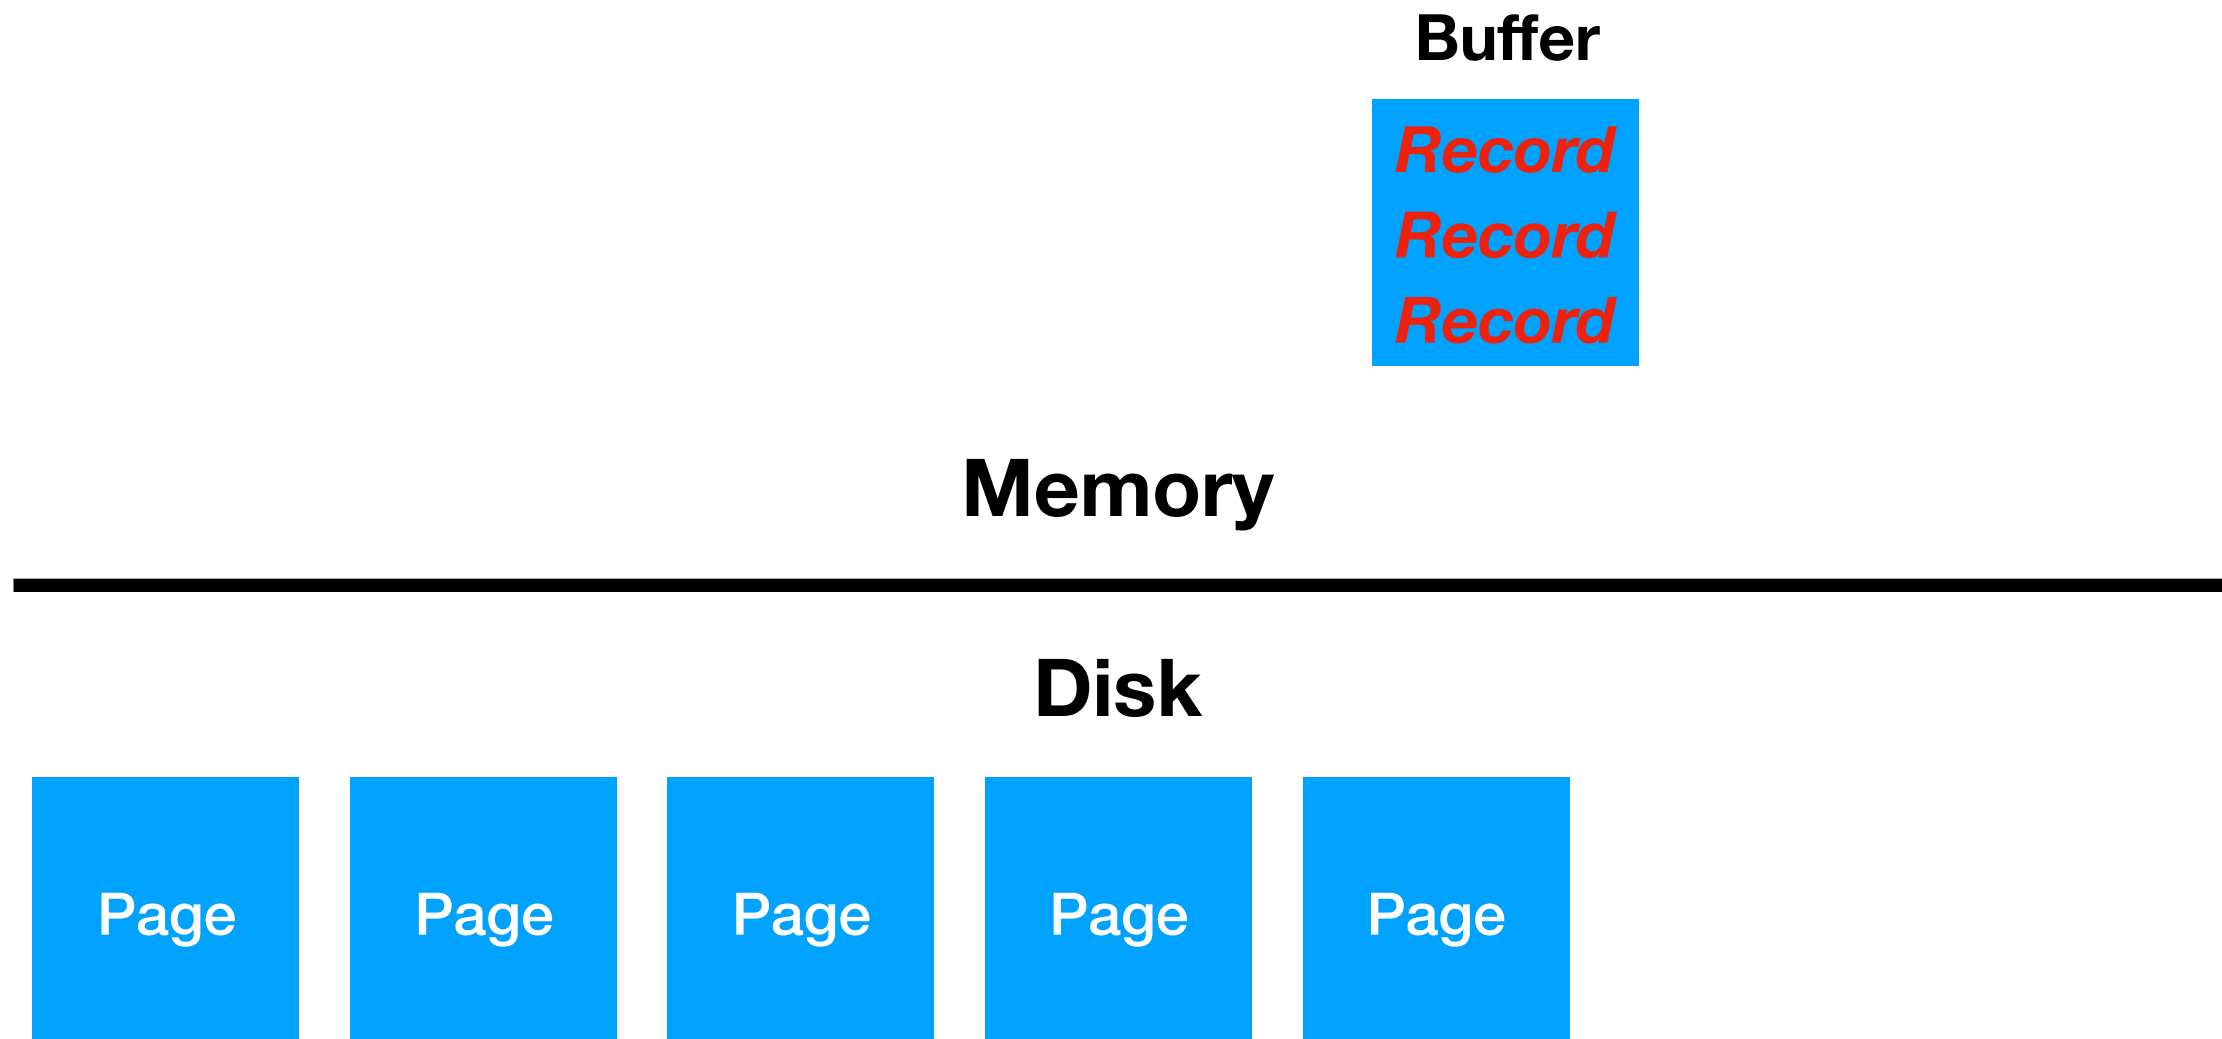 Buffer
Record
Record
Record
Memory
Disk
Page Page Page Page Page